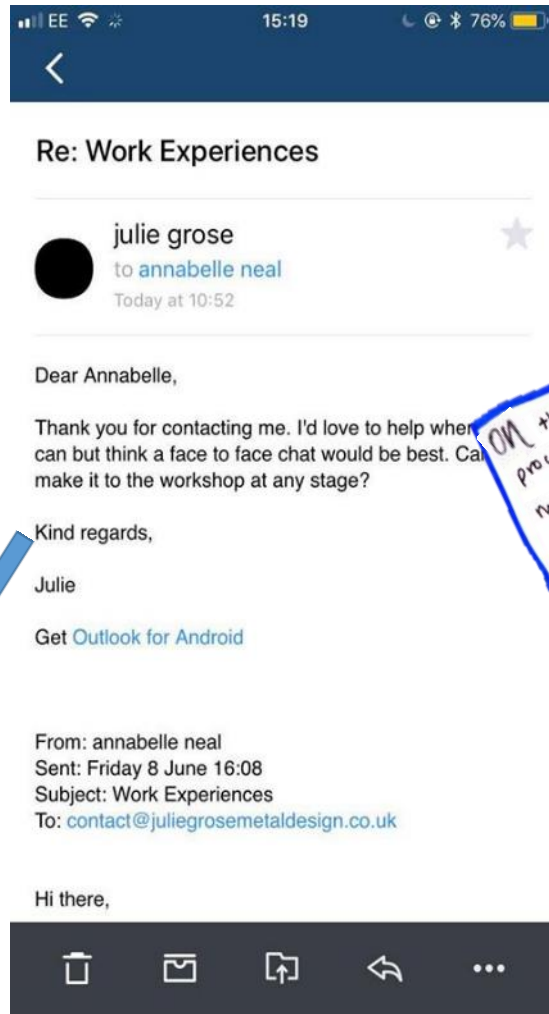 EE 15:19 76%
Re: Work Experiences
julie grose
to annabelle neal
Today at 10:52
Dear Annabelle,
Thank you for contacting me. I'd love to help
can but think a face to face chat would be best.
make it to the workshop at any stage?
Kind regards,
Julie
Get Outlook for Android
From: annabelle neal
Sent: Friday 8 June 16:08
Subject: Work Experiences
To: contact@juliegrosemetaldesign.co.uk
Hi there,
on